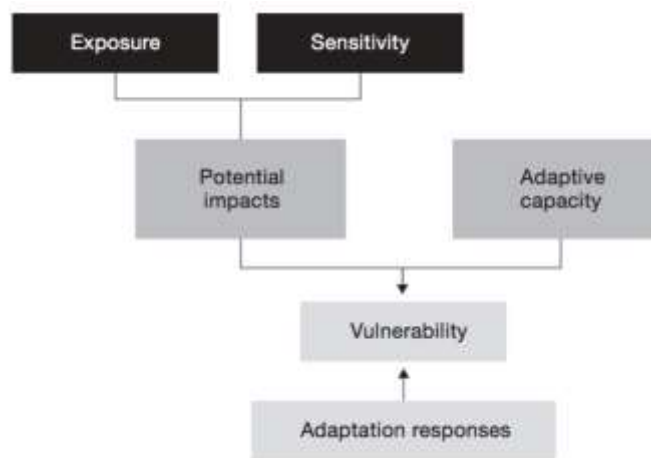 Exposure
Sensitivity
Potential
impacts
Adaptive
capacity
Vulnerability
Adaptation responses